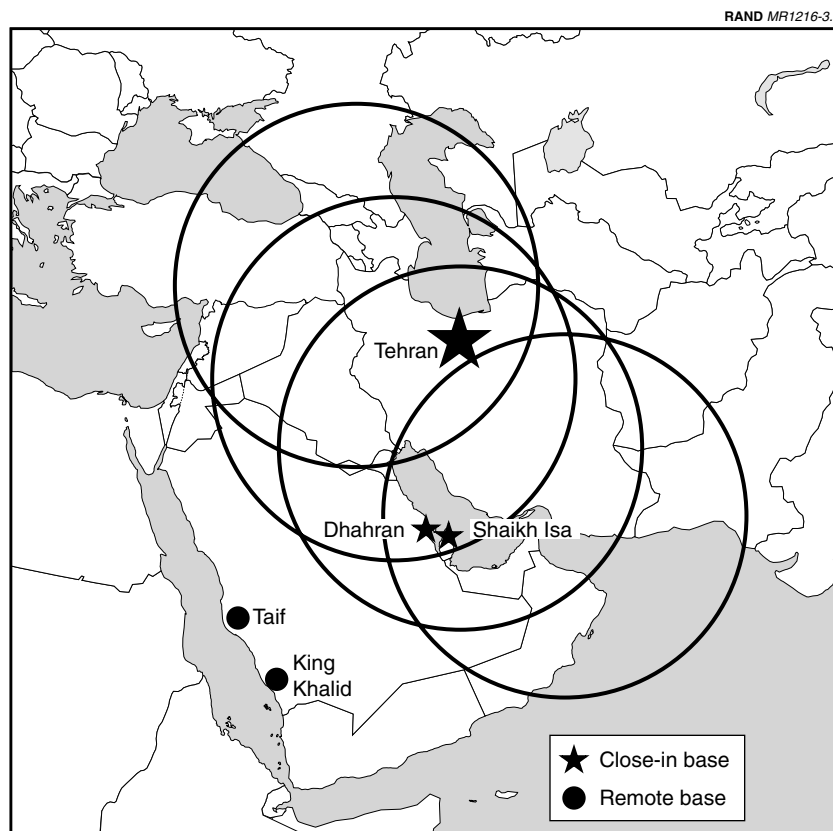 RAND MR1216-3.
Tehran
Dhahran
Shaikh Isa
Taif
King
Khalid
Close-in base
Remote base